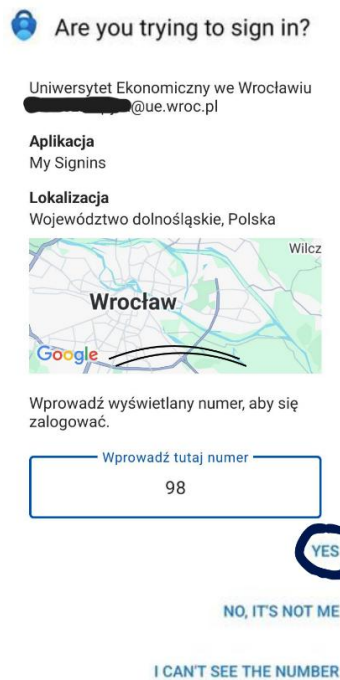 Are you trying to sign in?
Uniwersytet Ekonomiczny we Wrocławiu
@ue.wroc.pl
Aplikacja
My Signins
Lokalizacja
Województwo dolnośląskie, Polska
Wilcz
Wrocław
Google
Wprowadź wyświetlany numer, aby się
zalogować.
Wprowadź tutaj numer
98
YES
NO, IT'S NOT ME
I CAN'T SEE THE NUMBER